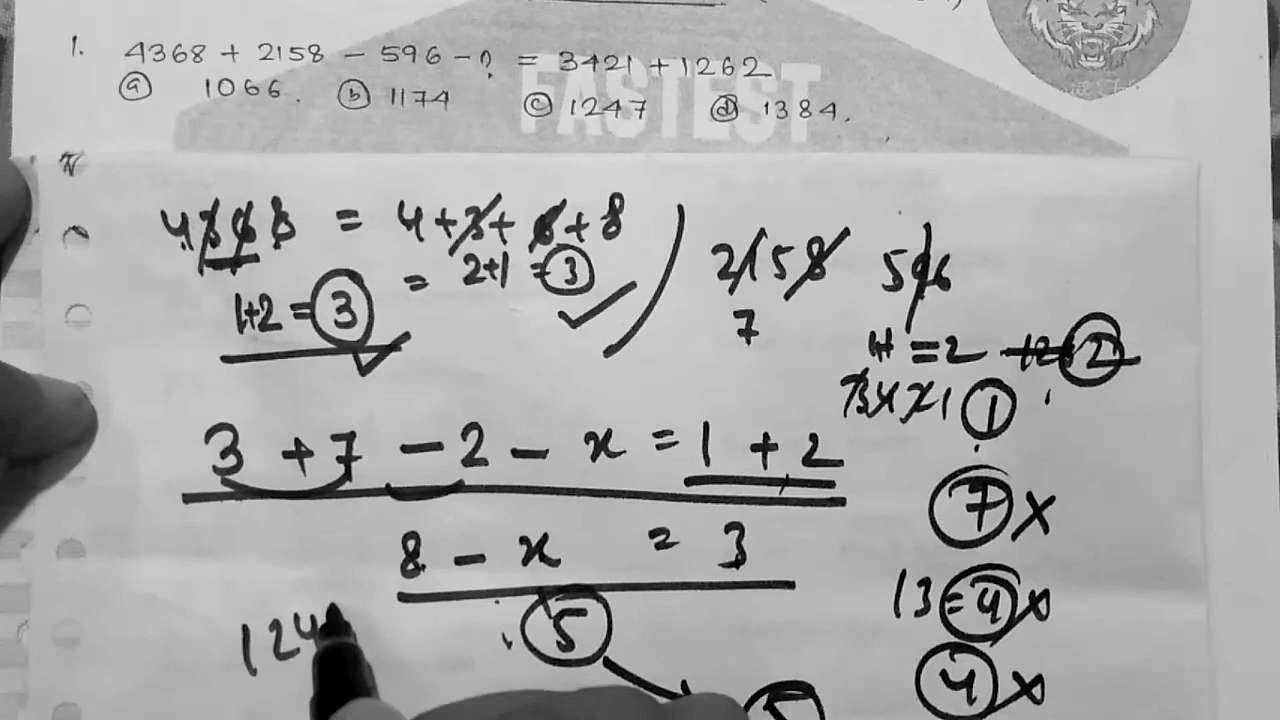 1. 4368 + 2158 - 596 - ? = 3421 + 1262
ⓐ 1066. ⓑ 1174 ⓒ 1247 ⓓ 1384.
FASTEST
4368 = 4 + 3 + 6 + 8
= 2+1 = 3
1+2 = 3
2158
7
596
= 2
2
1
3 + 7 - 2 - x = 1 + 2
8 - x = 3
5
124
7 x
13 = 4 x
4 x
5